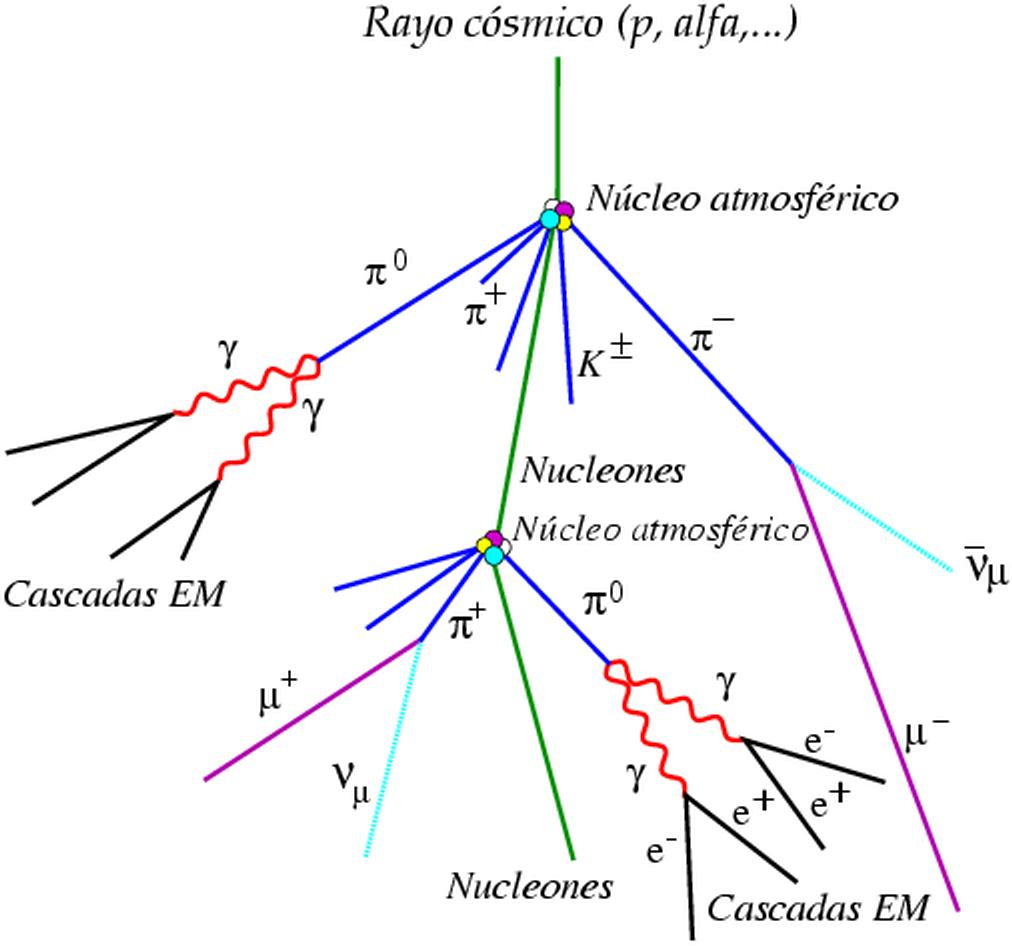 Rayo cósmico (p, alfa,...)
Núcleo atmosférico
π⁰
π⁺
π⁻
K±
γ
γ
Nucleones
Núcleo atmosférico
ν̅μ
Cascadas EM
π⁺
π⁰
μ⁺
γ
μ⁻
e⁻
νμ
γ
e⁺
e⁺
e⁻
Nucleones
Cascadas EM